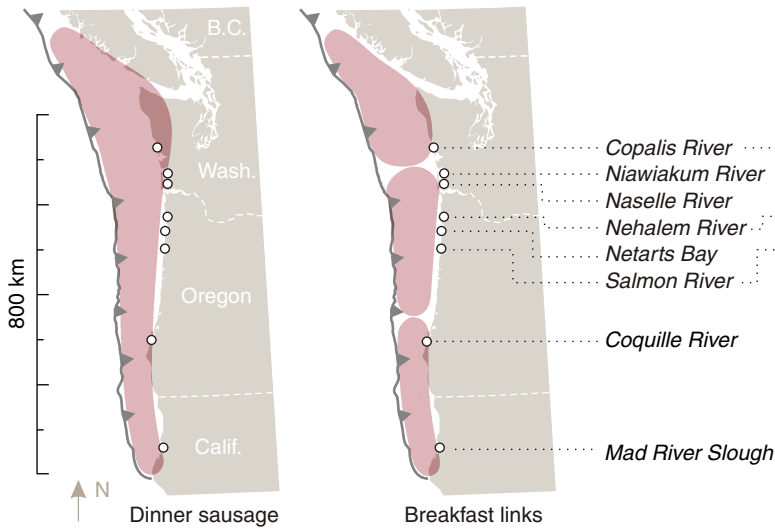 B.C.
Wash.
Oregon
Calif.
800 km
N
Dinner sausage
Breakfast links
Copalis River
Niawiakum River
Naselle River
Nehalem River
Netarts Bay
Salmon River
Coquille River
Mad River Slough